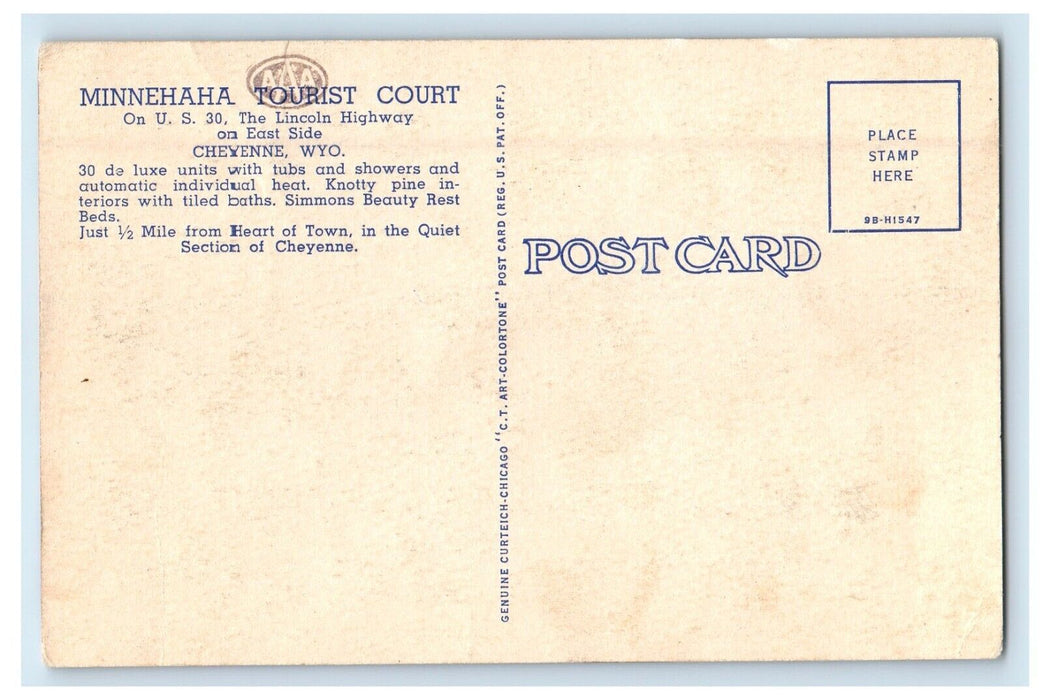 AAA
MINNEHAHA TOURIST COURT
On U. S. 30, The Lincoln Highway
on East Side
CHEYENNE, WYO.
30 de luxe units with tubs and showers and
automatic individual heat. Knotty pine in-
teriors with tiled baths. Simmons Beauty Rest
Beds.
Just ½ Mile from Heart of Town, in the Quiet
Section of Cheyenne.
GENUINE CURTEICH-CHICAGO "C.T. ART-COLORTONE" POST CARD (REG. U.S. PAT. OFF.)
PLACE
STAMP
HERE
9B-H1547
POST CARD